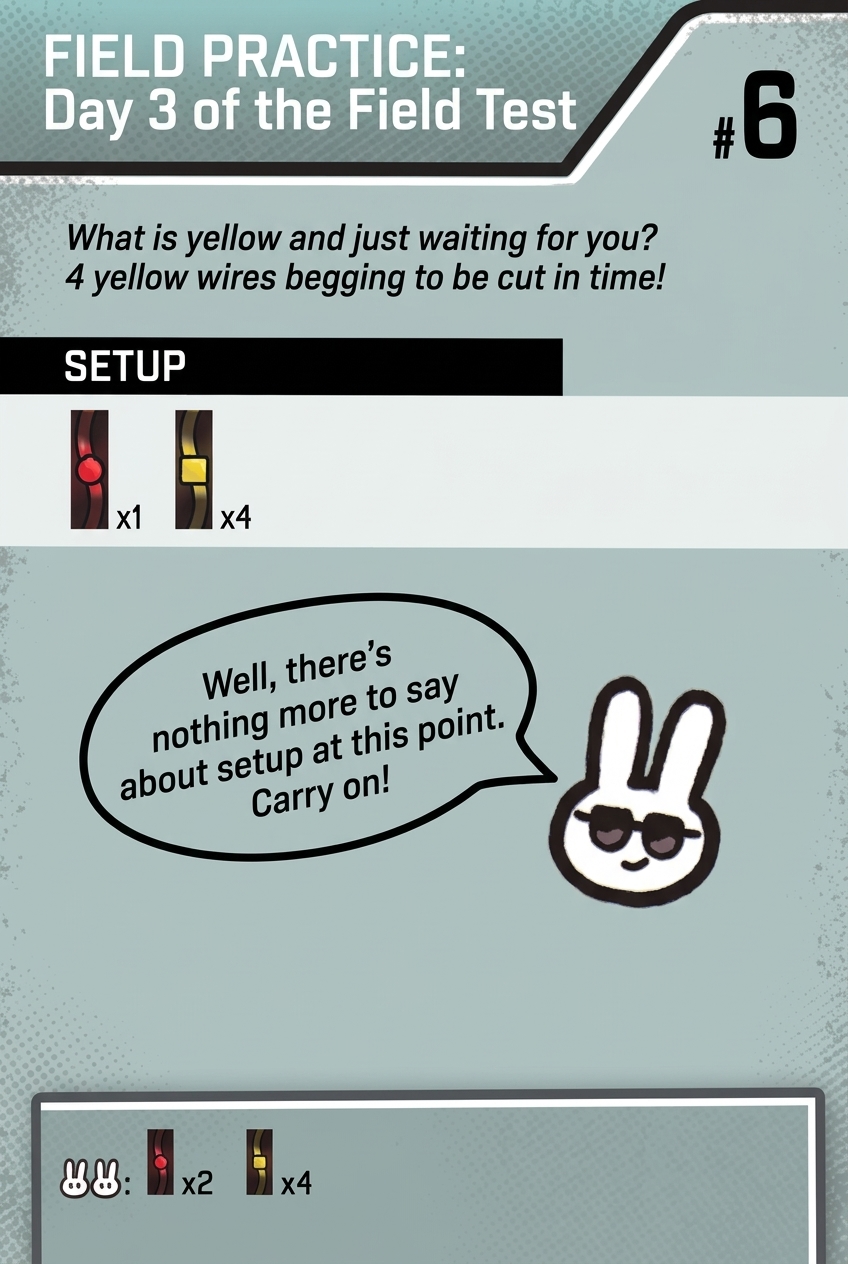 FIELD PRACTICE:
Day 3 of the Field Test
#6
What is yellow and just waiting for you?
4 yellow wires begging to be cut in time!
SETUP
x1 x4
Well, there's
nothing more to say
about setup at this point.
Carry on!
: x2 x4